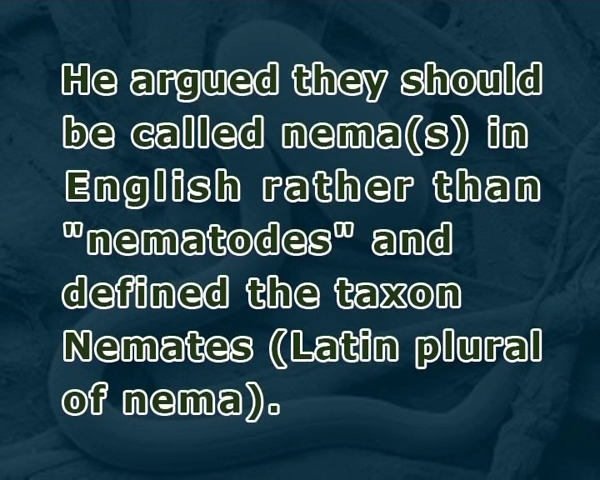 He argued they should
be called nema(s) in
English rather than
"nematodes" and
defined the taxon
Nemates (Latin plural
of nema).